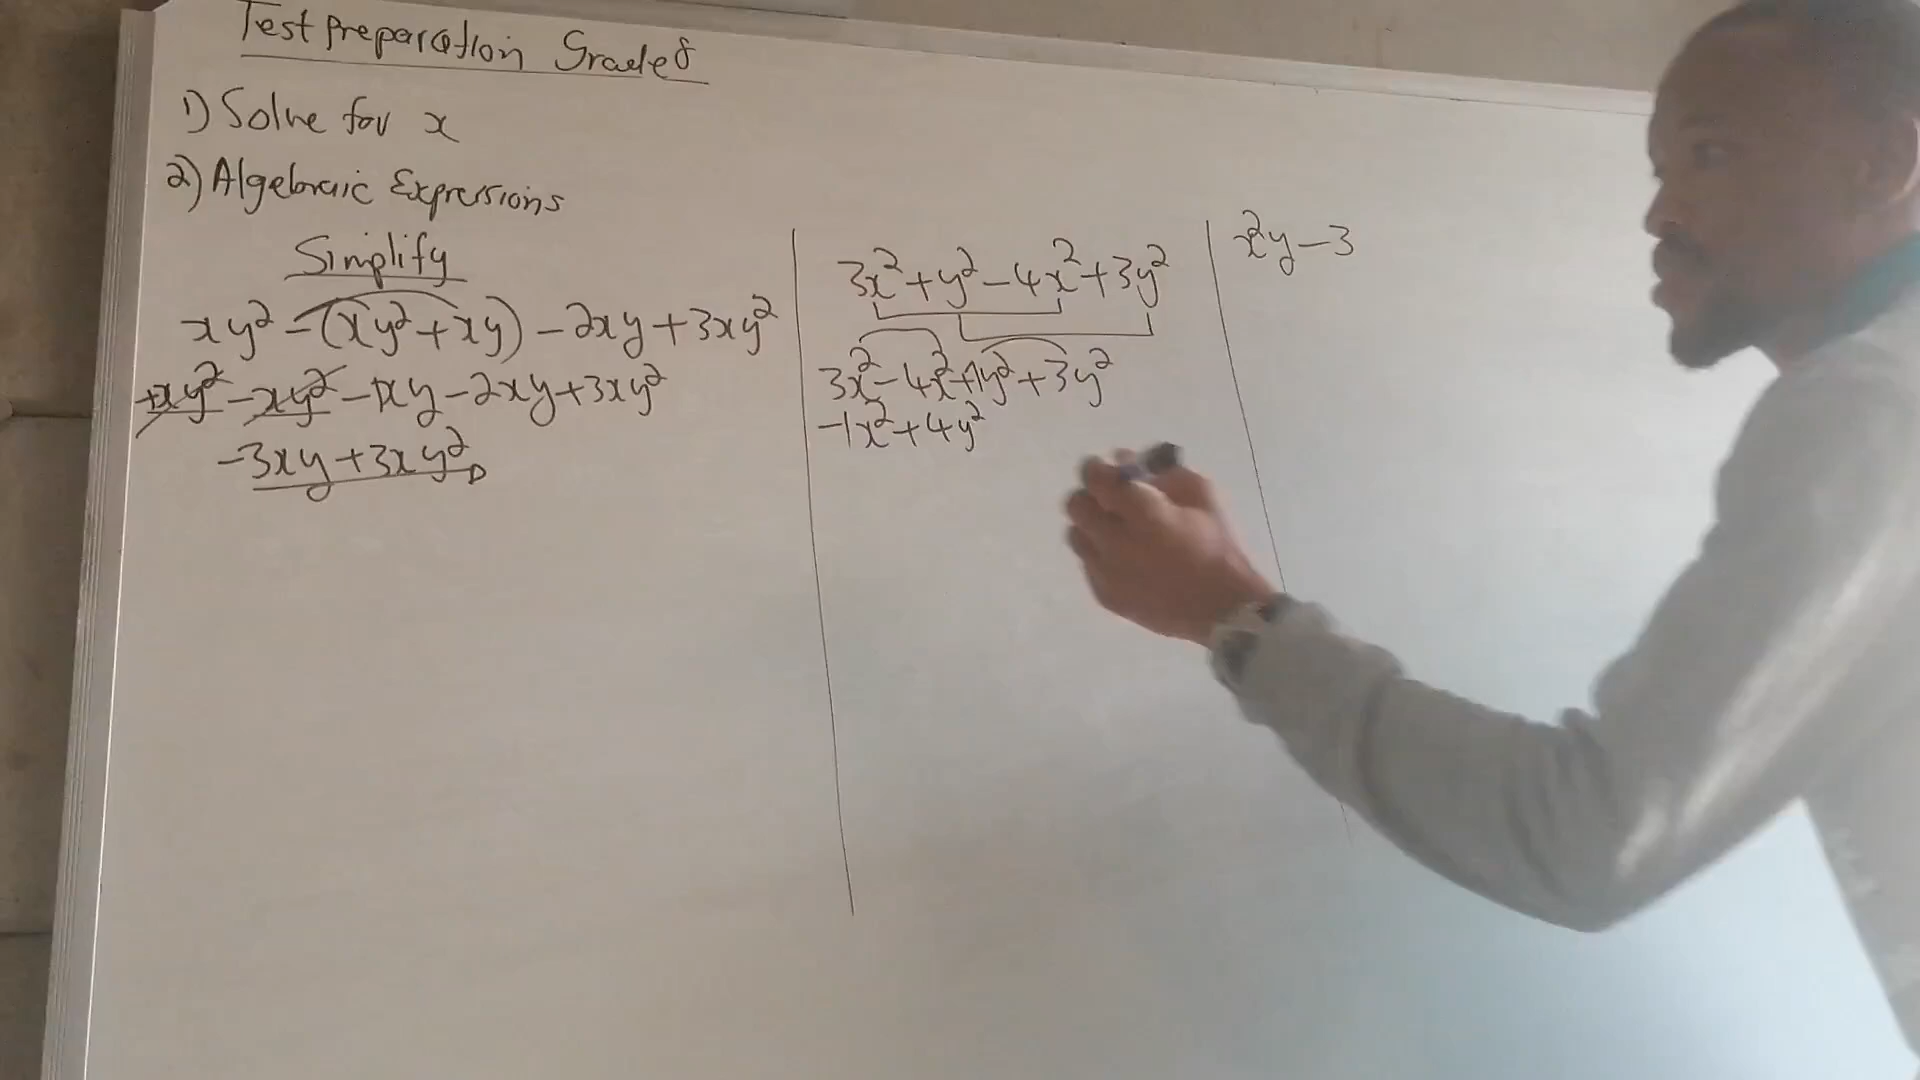 Test Preparation Grade 8
1) Solve for x
2) Algebraic Expressions
Simplify
xy² - (xy² + xy) - 2xy + 3xy²
+xy² - xy² - 1xy - 2xy + 3xy²
-3xy + 3xy²
3x² + y² - 4x² + 3y²
3x² - 4x² + 1y² + 3y²
-1x² + 4y²
x²y - 3